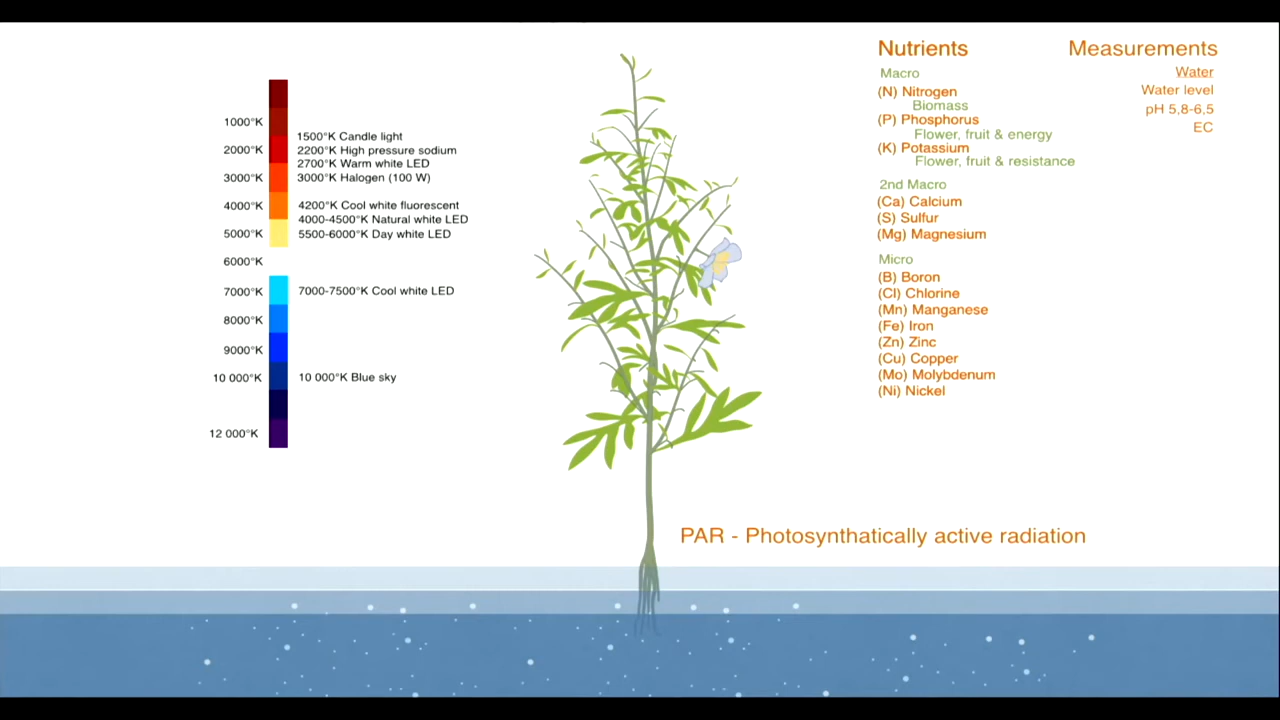 1000°K
2000°K
3000°K
4000°K
5000°K
6000°K
7000°K
8000°K
9000°K
10 000°K
12 000°K
1500°K Candle light
2200°K High pressure sodium
2700°K Warm white LED
3000°K Halogen (100 W)
4200°K Cool white fluorescent
4000-4500°K Natural white LED
5500-6000°K Day white LED
7000-7500°K Cool white LED
10 000°K Blue sky
Nutrients
Macro
(N) Nitrogen
Biomass
(P) Phosphorus
Flower, fruit & energy
(K) Potassium
Flower, fruit & resistance
2nd Macro
(Ca) Calcium
(S) Sulfur
(Mg) Magnesium
Micro
(B) Boron
(Cl) Chlorine
(Mn) Manganese
(Fe) Iron
(Zn) Zinc
(Cu) Copper
(Mo) Molybdenum
(Ni) Nickel
Measurements
Water
Water level
pH 5,8-6,5
EC
PAR - Photosynthatically active radiation